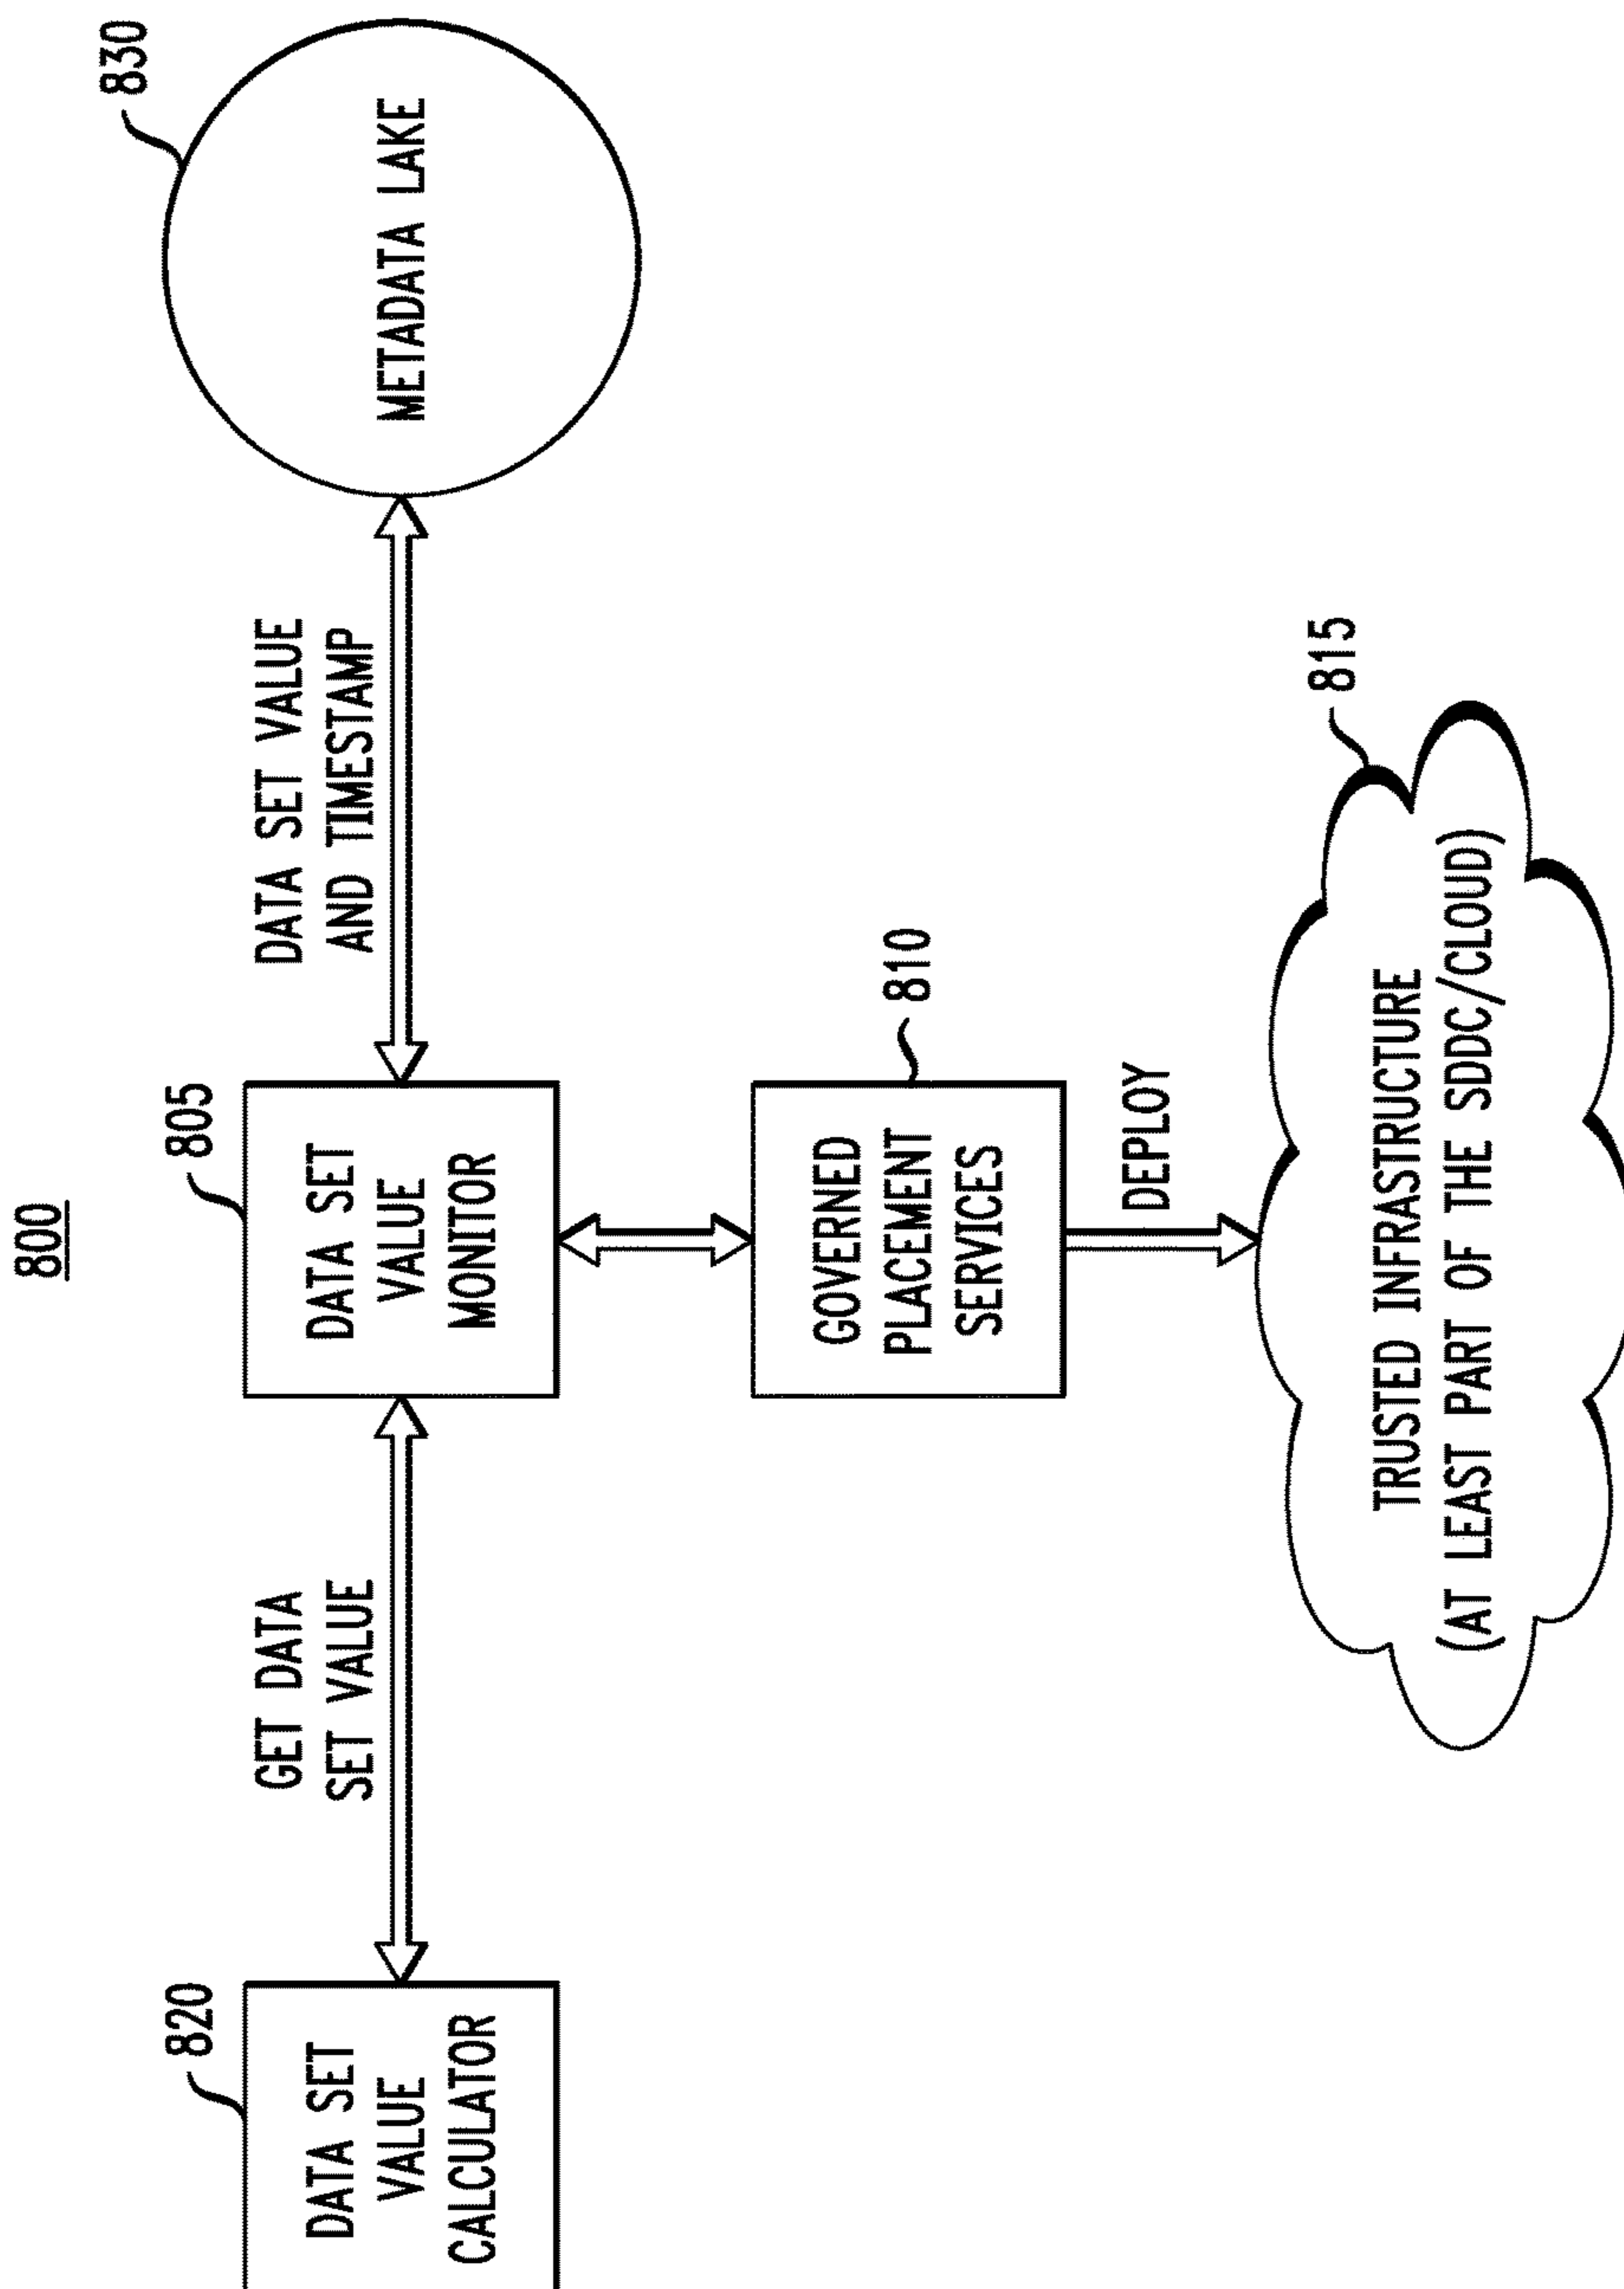 800
820
DATA SET
VALUE
CALCULATOR
GET DATA
SET VALUE
805
DATA SET
VALUE
MONITOR
DATA SET VALUE
AND TIMESTAMP
830
METADATA LAKE
GOVERNED
PLACEMENT
SERVICES
810
DEPLOY
815
TRUSTED INFRASTRUCTURE
(AT LEAST PART OF THE SDDC/CLOUD)